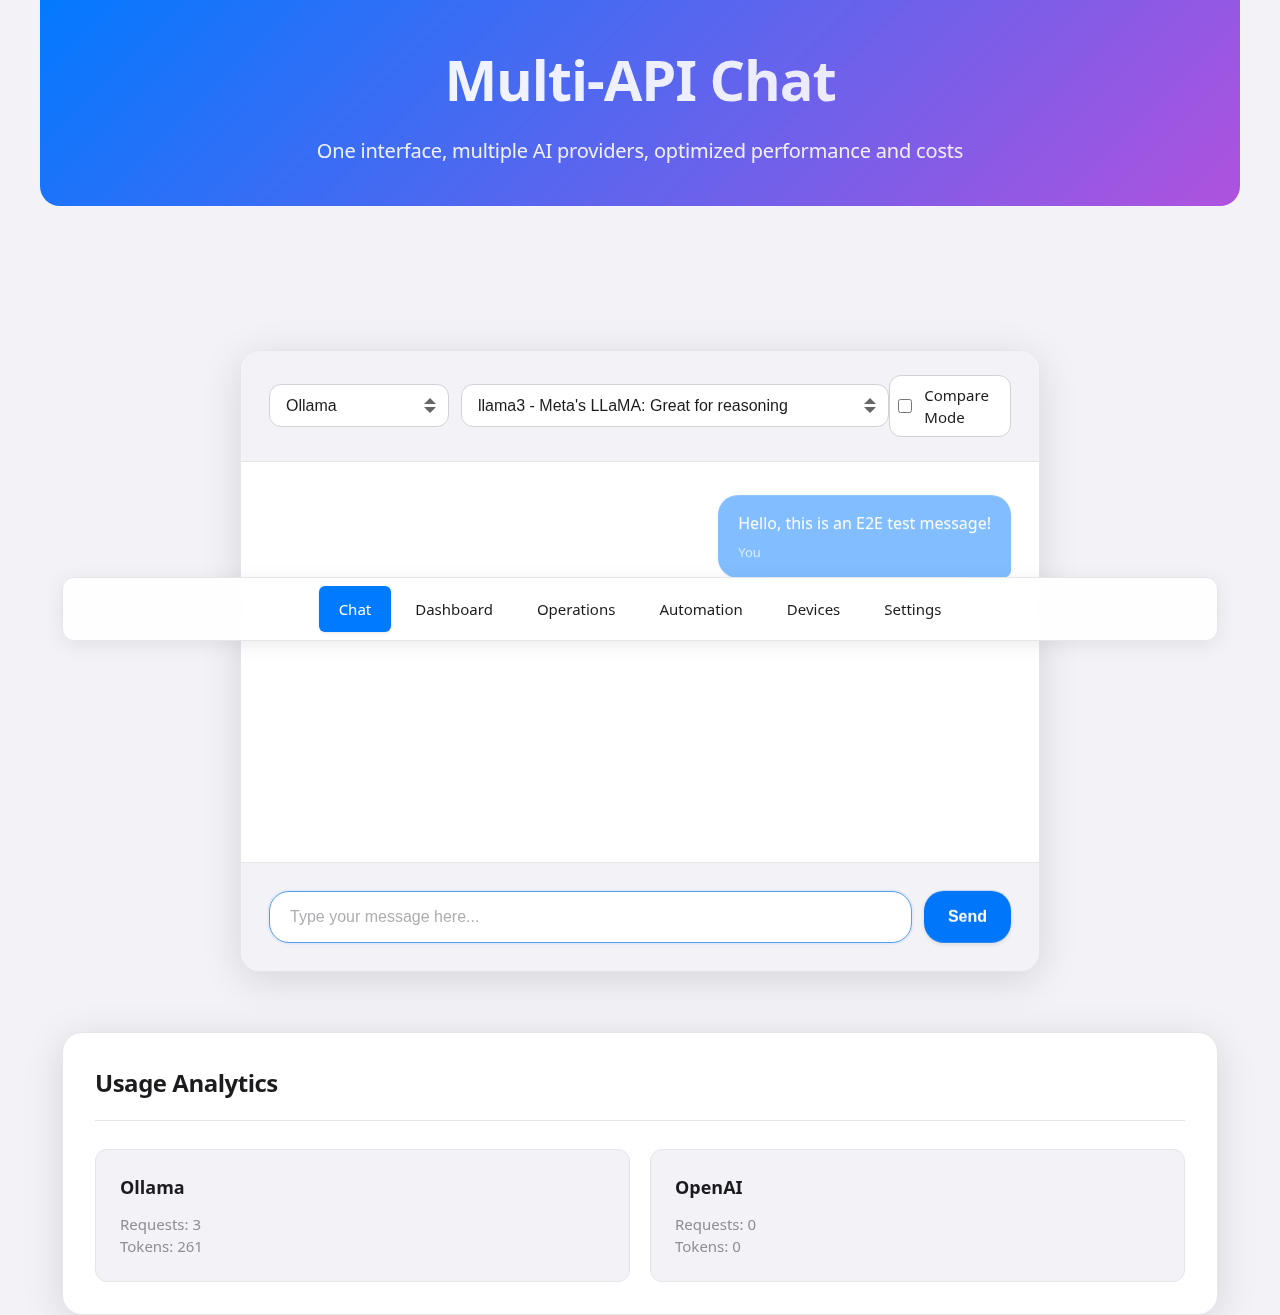 Multi-API Chat
One interface, multiple AI providers, optimized performance and costs
Ollama
llama3 - Meta's LLaMA: Great for reasoning
Compare
Mode
Hello, this is an E2E test message!
You
Chat Dashboard Operations Automation Devices Settings
Type your message here...
Send
Usage Analytics
Ollama
Requests: 3
Tokens: 261
OpenAI
Requests: 0
Tokens: 0